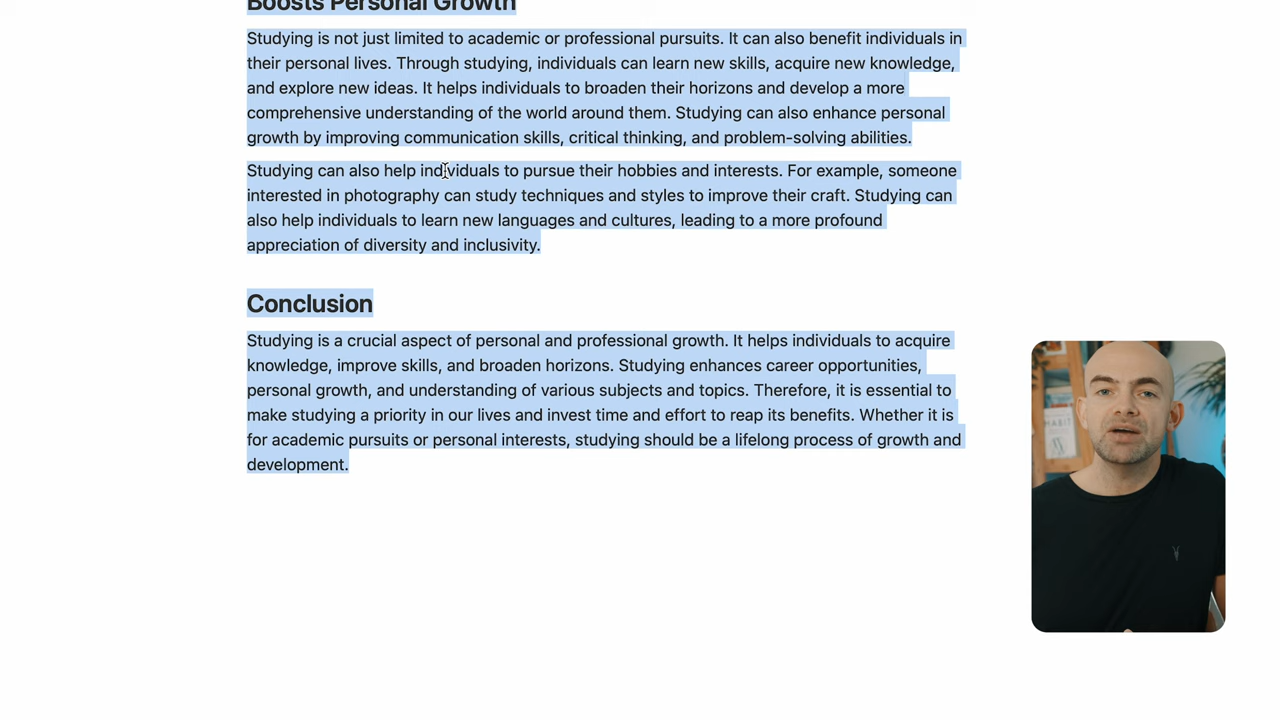 Boosts Personal Growth
Studying is not just limited to academic or professional pursuits. It can also benefit individuals in
their personal lives. Through studying, individuals can learn new skills, acquire new knowledge,
and explore new ideas. It helps individuals to broaden their horizons and develop a more
comprehensive understanding of the world around them. Studying can also enhance personal
growth by improving communication skills, critical thinking, and problem-solving abilities.
Studying can also help individuals to pursue their hobbies and interests. For example, someone
interested in photography can study techniques and styles to improve their craft. Studying can
also help individuals to learn new languages and cultures, leading to a more profound
appreciation of diversity and inclusivity.
Conclusion
Studying is a crucial aspect of personal and professional growth. It helps individuals to acquire
knowledge, improve skills, and broaden horizons. Studying enhances career opportunities,
personal growth, and understanding of various subjects and topics. Therefore, it is essential to
make studying a priority in our lives and invest time and effort to reap its benefits. Whether it is
for academic pursuits or personal interests, studying should be a lifelong process of growth and
development.
HABIT